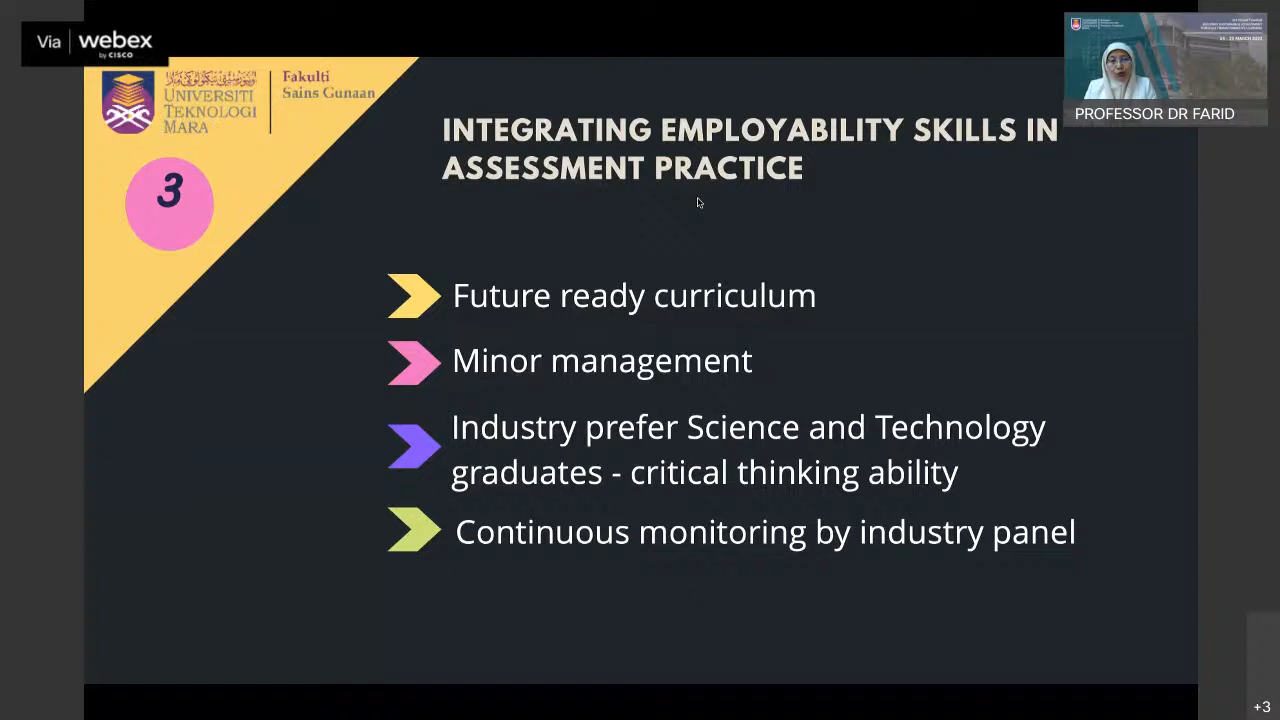 Via webex
by CISCO
UNIVERSITI
TEKNOLOGI
MARA
Fakulti
Sains Gunaan
3
INTEGRATING EMPLOYABILITY SKILLS IN
ASSESSMENT PRACTICE
Future ready curriculum
Minor management
Industry prefer Science and Technology
graduates - critical thinking ability
Continuous monitoring by industry panel
PROFESSOR DR FARID
+3